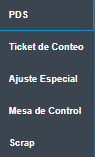 PDS
Ticket de Conteo
Ajuste Especial
Mesa de Control
Scrap